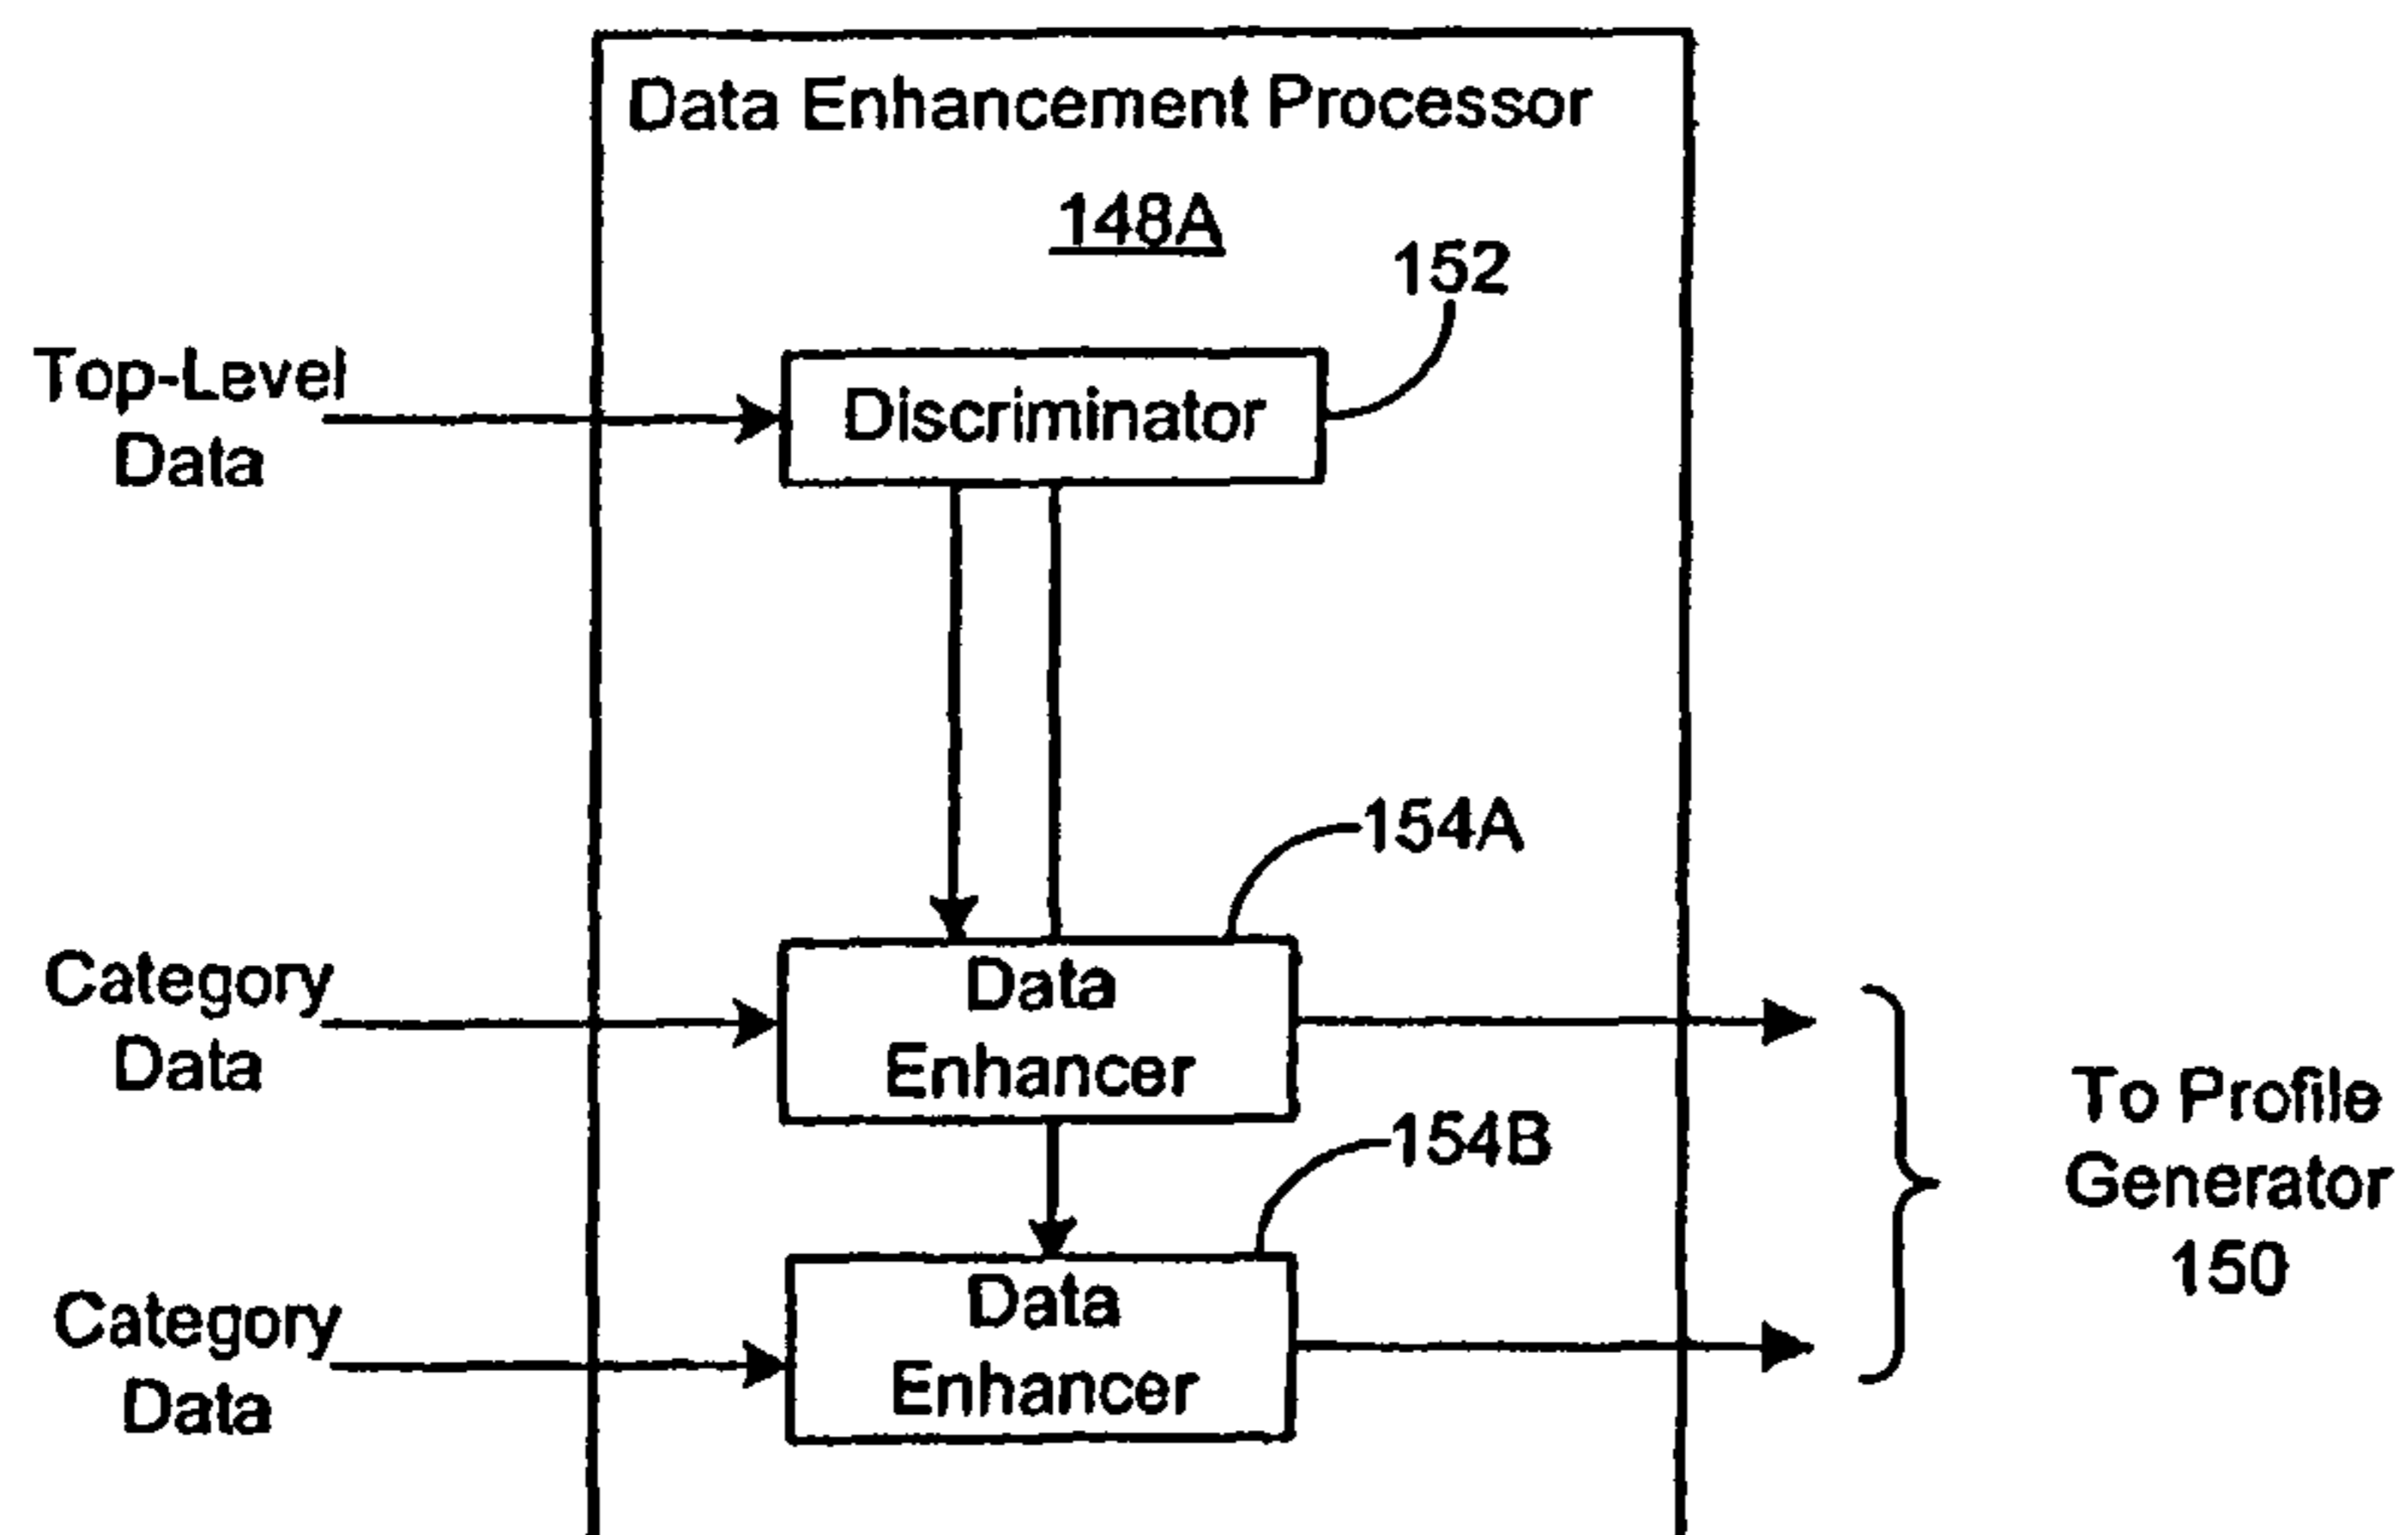 Data Enhancement Processor
148A
152
Top-Level
Data
Discriminator
154A
Category
Data
Data
Enhancer
154B
To Profile
Generator
150
Category
Data
Data
Enhancer